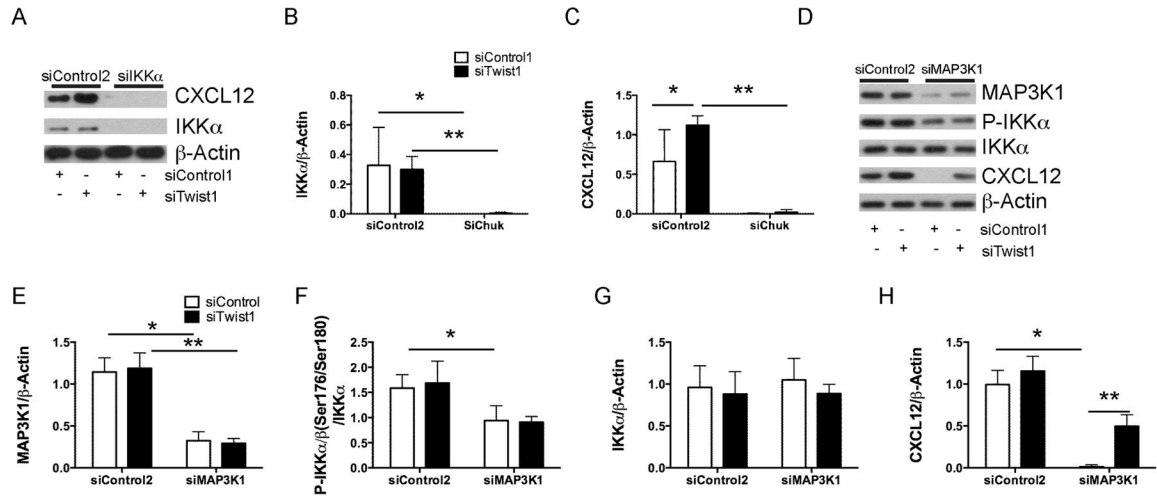 A
siControl2 siIKKα
CXCL12
IKKα
β-Actin
+ - + - siControl1
- + - + siTwist1
B
siControl1
siTwist1
IKKα/β-Actin
0.8
0.6
0.4
0.2
0.0
*
**
siControl2 SiChuk
C
CXCL12/β-Actin
1.5
1.0
0.5
0.0
* **
siControl2 siChuk
D
siControl2 siMAP3K1
MAP3K1
P-IKKα
IKKα
CXCL12
β-Actin
+ - + - siControl1
- + - + siTwist1
E
siControl
siTwist1
MAP3K1/β-Actin
1.5
1.0
0.5
0.0
*
**
siControl2 siMAP3K1
F
P-IKKα/β(Ser176/Ser180)
/IKKα
2.5
2.0
1.5
1.0
0.5
0.0
*
siControl2 siMAP3K1
G
IKKα/β-Actin
1.5
1.0
0.5
0.0
siControl2 siMAP3K1
H
CXCL12/β-Actin
1.5
1.0
0.5
0.0
*
**
siControl2 siMAP3K1